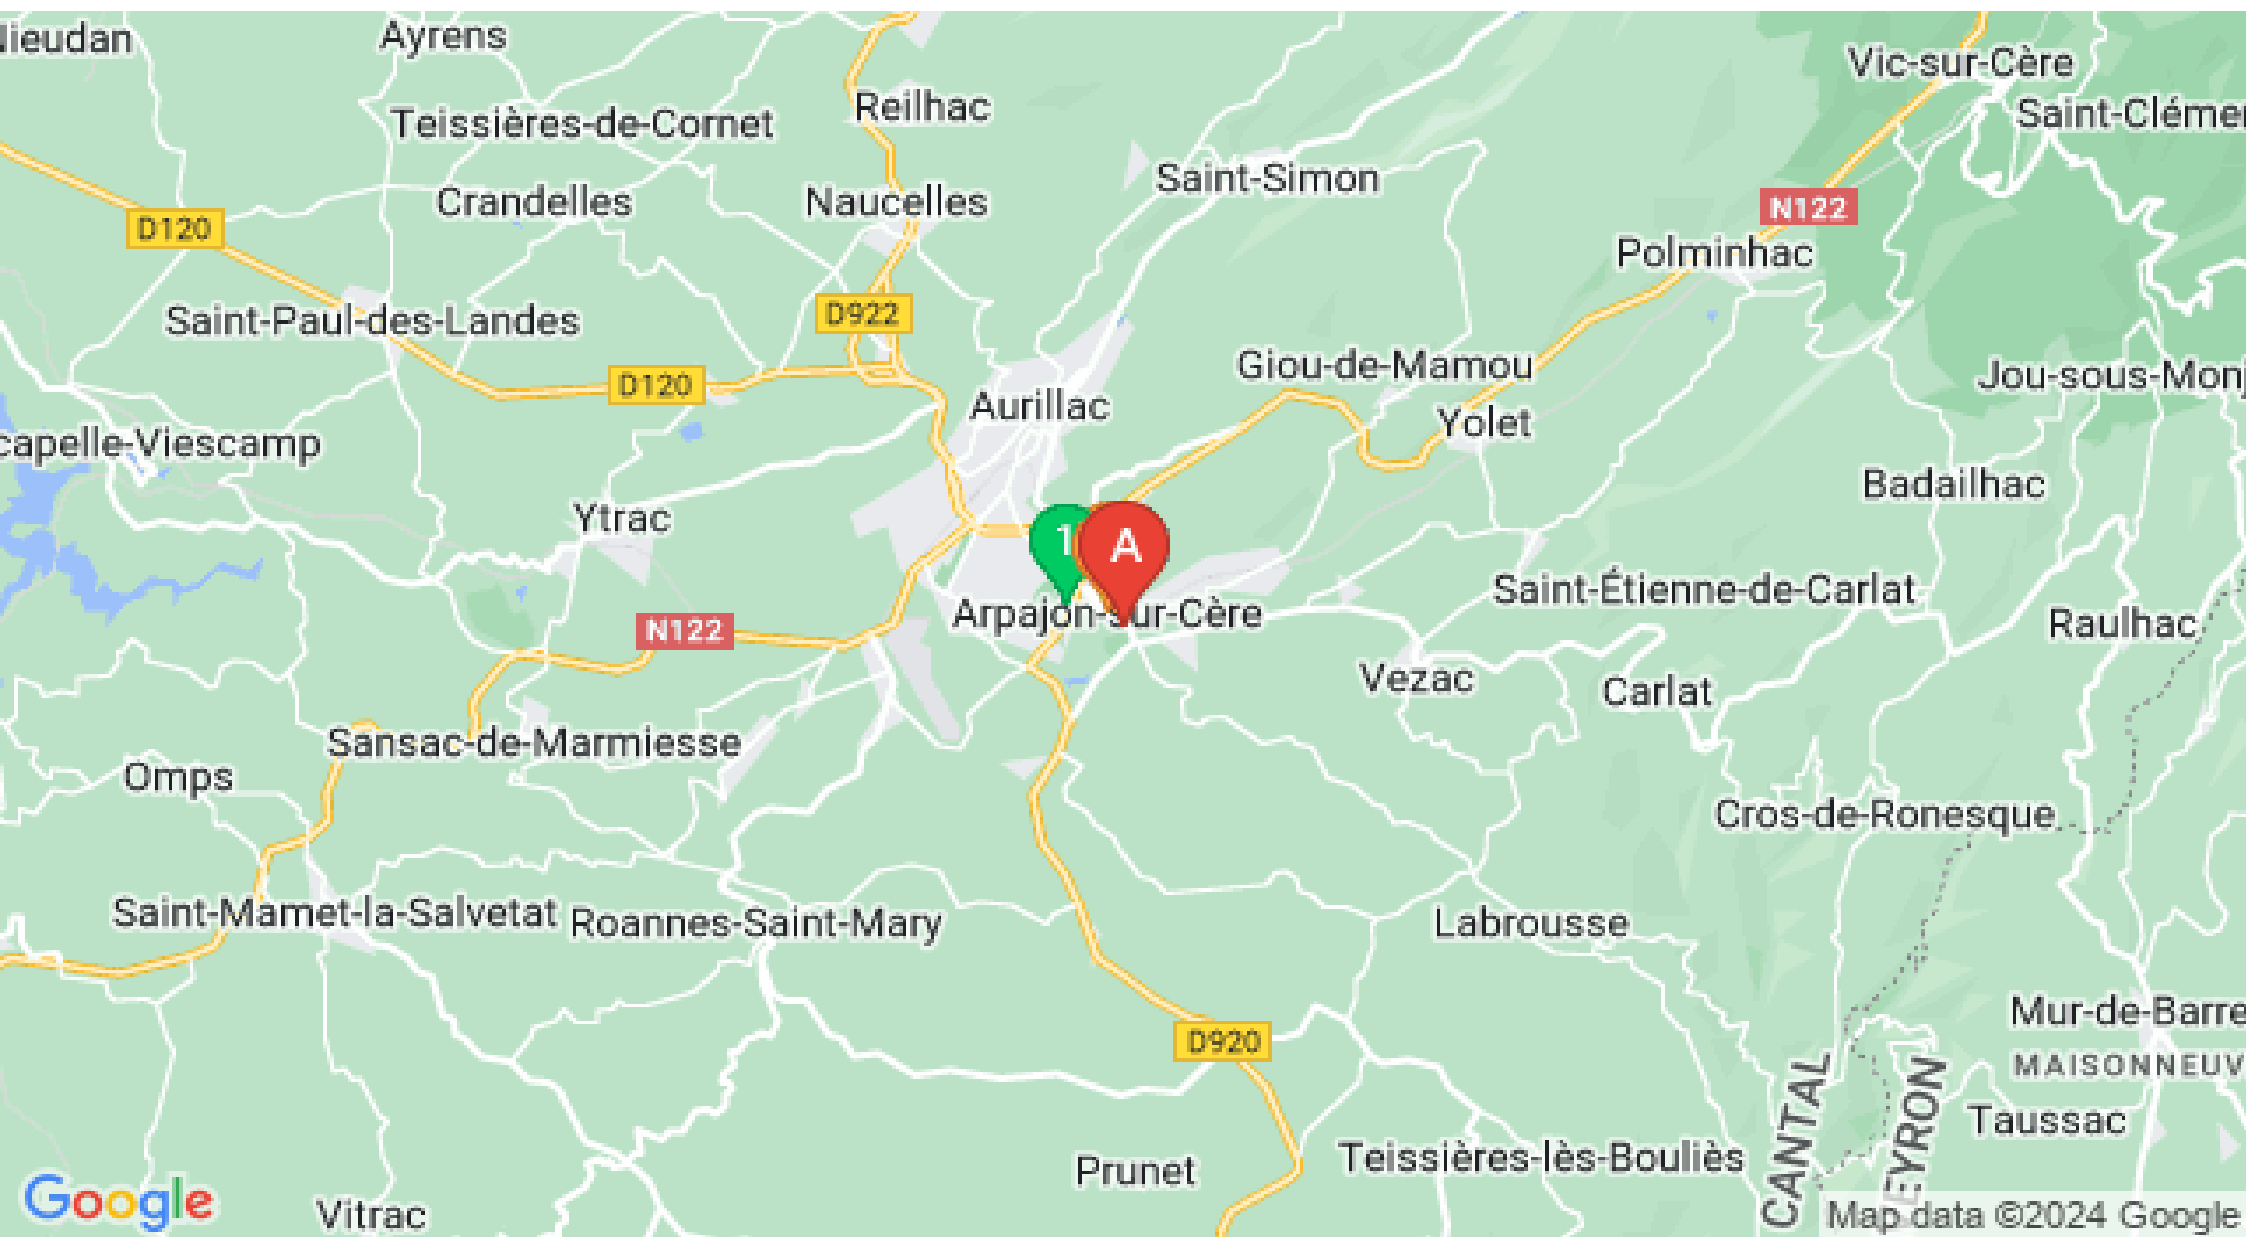 Nieudan
Ayrens
Vic-sur-Cère
Reilhac
Saint-Clémen
Teissières-de-Cornet
Saint-Simon
Crandelles
Naucelles
N122
D120
Polminhac
D922
Saint-Paul-des-Landes
Giou-de-Mamou
Jou-sous-Monj
D120
Aurillac
Yolet
capelle-Viescamp
Badailhac
Ytrac
1
A
Saint-Étienne-de-Carlat
Arpajon-sur-Cère
Raulhac
N122
Vezac
Carlat
Sansac-de-Marmiesse
Omps
Cros-de-Ronesque
Saint-Mamet-la-Salvetat
Roannes-Saint-Mary
Labrousse
Mur-de-Barre
D920
MAISONNEUV
CANTAL
EYRON
Taussac
Teissières-lès-Bouliès
Prunet
Google
Vitrac
Map data ©2024 Google